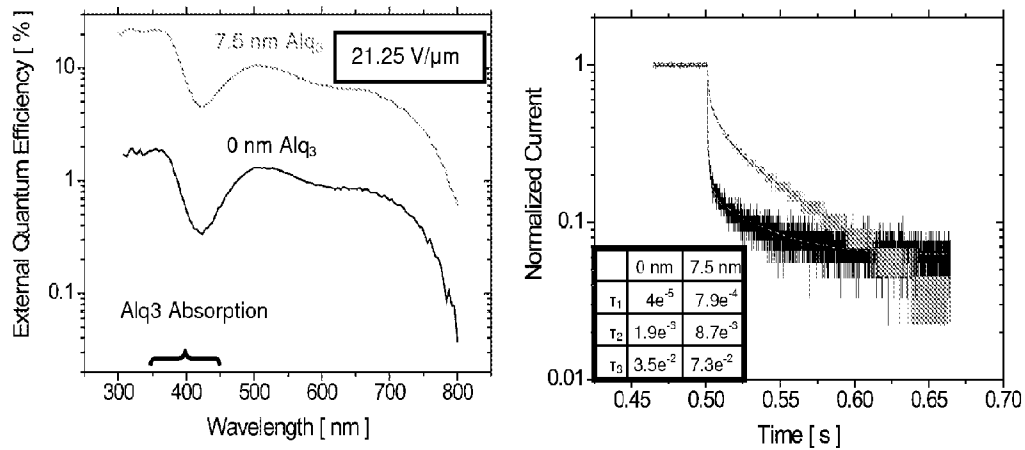 External Quantum Efficiency [ % ]
10
1
0.1
7.5 nm Alq₃
21.25 V/μm
0 nm Alq₃
Alq3 Absorption
300 400 500 600 700 800
Wavelength [ nm ]
Normalized Current
1
0.1
0.01
0 nm 7.5 nm
τ₁ 4e⁻⁵ 7.9e⁻⁴
τ₂ 1.9e⁻³ 8.7e⁻³
τ₃ 3.5e⁻² 7.3e⁻²
0.45 0.50 0.55 0.60 0.65 0.70
Time [ s ]